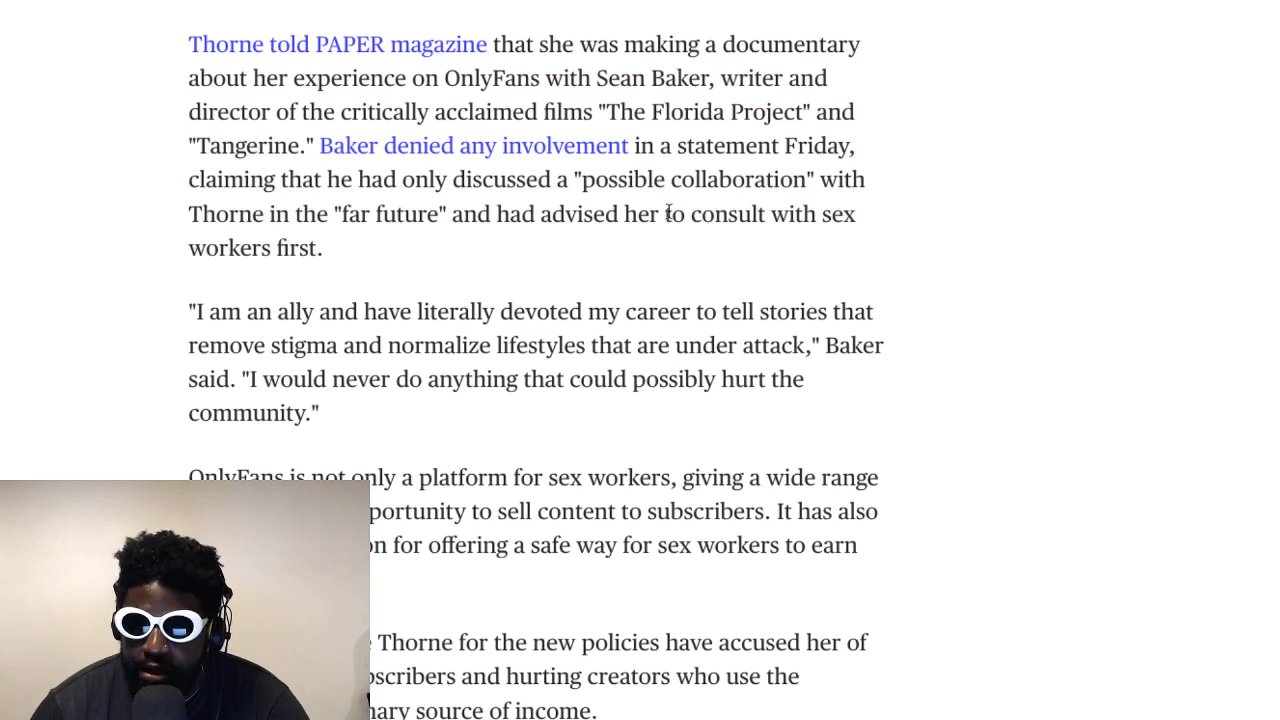 Thorne told PAPER magazine that she was making a documentary
about her experience on OnlyFans with Sean Baker, writer and
director of the critically acclaimed films "The Florida Project" and
"Tangerine." Baker denied any involvement in a statement Friday,
claiming that he had only discussed a "possible collaboration" with
Thorne in the "far future" and had advised her to consult with sex
workers first.
"I am an ally and have literally devoted my career to tell stories that
remove stigma and normalize lifestyles that are under attack," Baker
said. "I would never do anything that could possibly hurt the
community."
OnlyFans is not only a platform for sex workers, giving a wide range
portunity to sell content to subscribers. It has also
on for offering a safe way for sex workers to earn
Thorne for the new policies have accused her of
bscribers and hurting creators who use the
mary source of income.